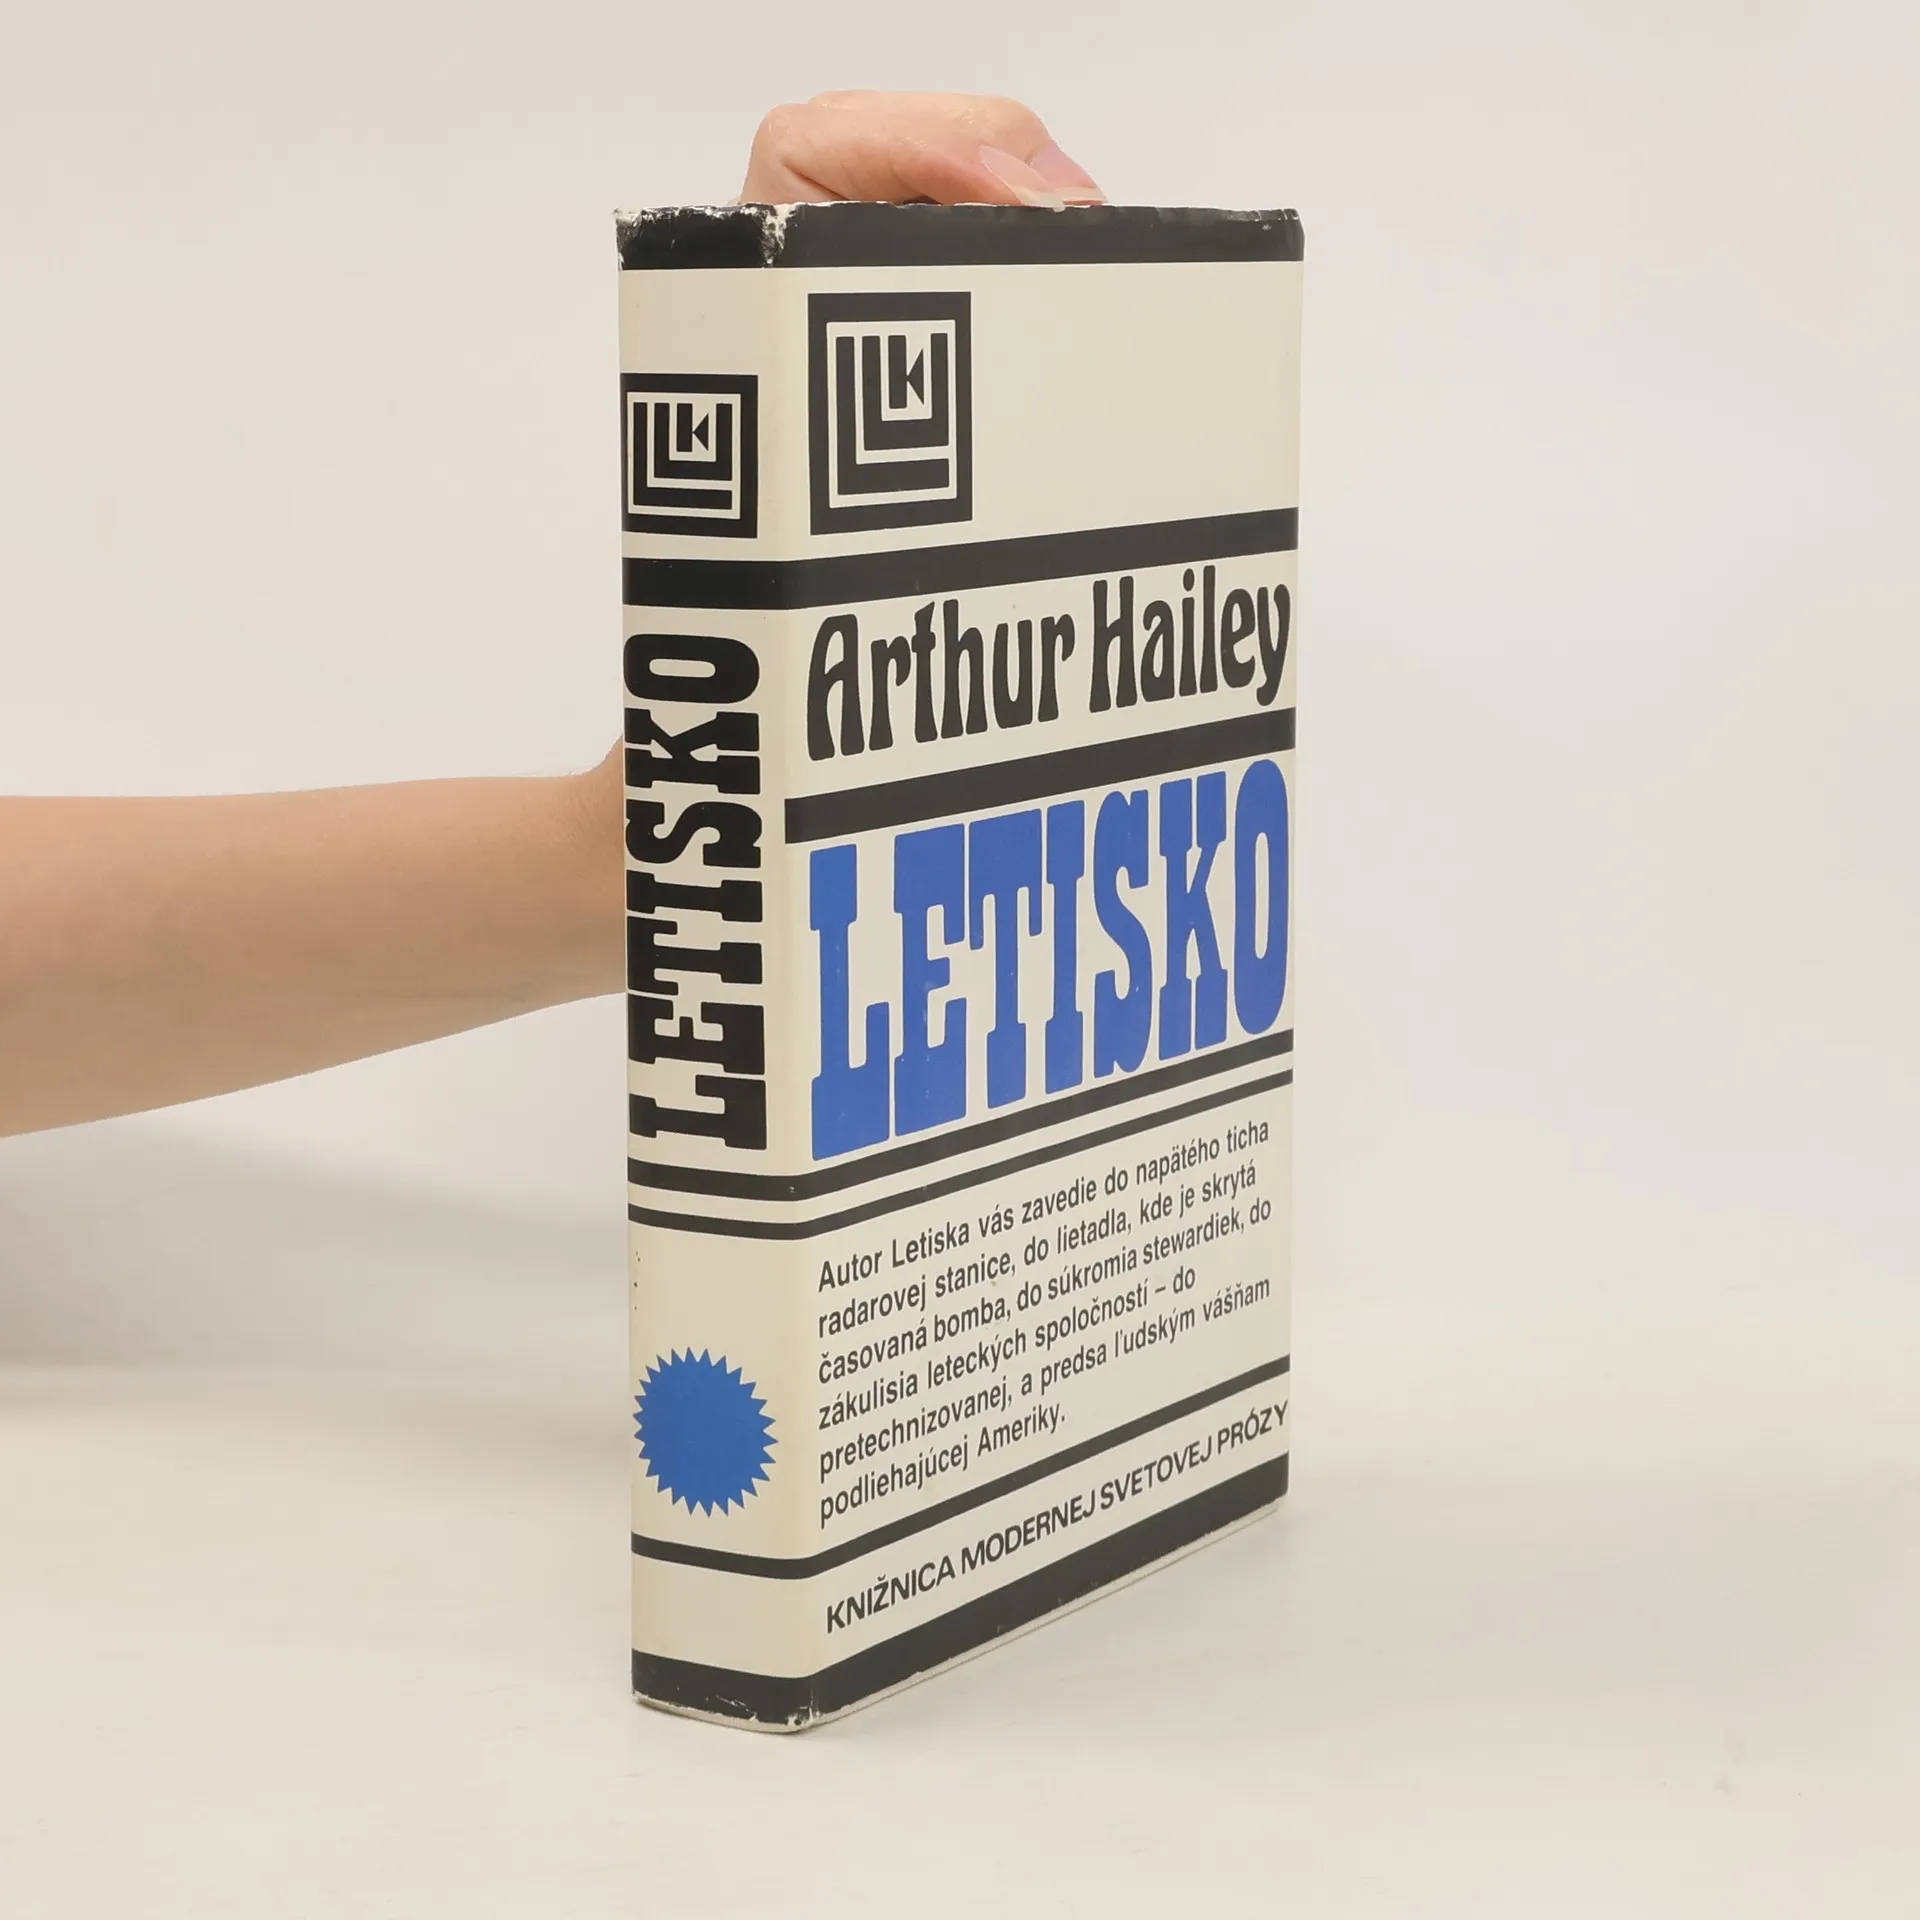 LETISKO
Arthur Hailey
LETISKO
Autor Letiska vás zavedie do napätého ticha
radarovej stanice, do lietadla, kde je skrytá
časovaná bomba, do súkromia stewardiek, do
zákulisia leteckých spoločností – do
pretechnizovanej, a predsa ľudským vášňam
podliehajúcej Ameriky.
KNIŽNICA MODERNEJ SVETOVEJ PRÓZY